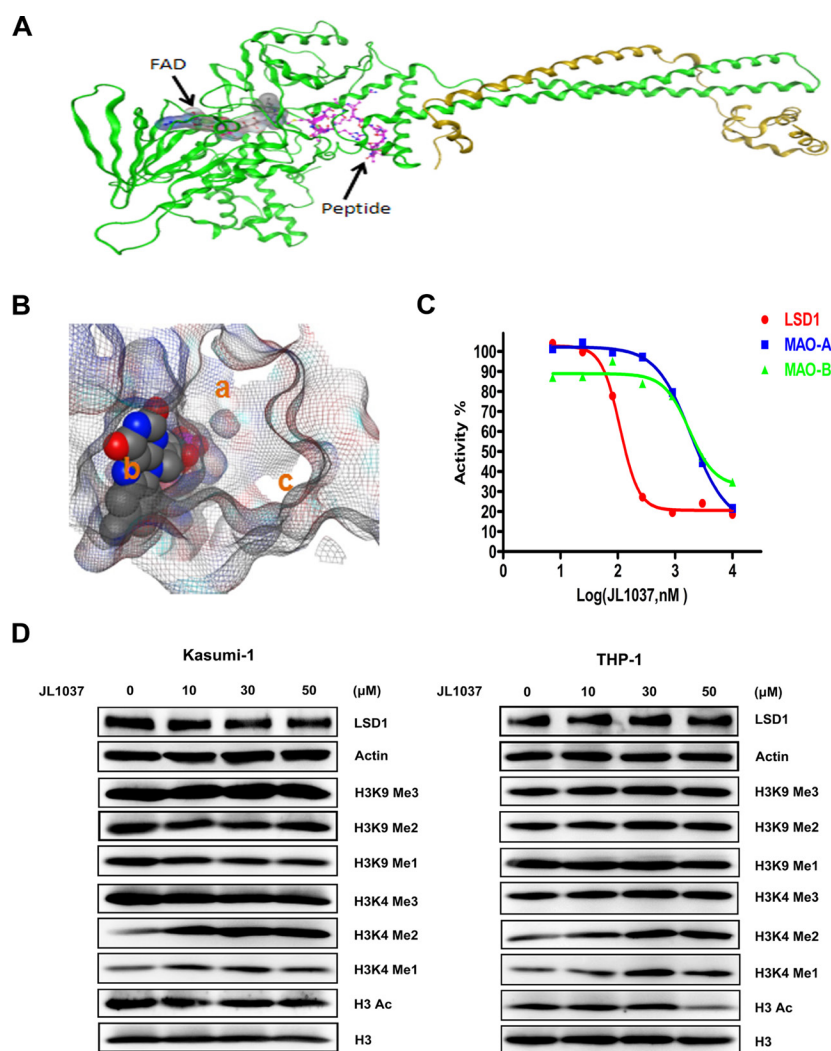 A
FAD
Peptide
B
a
b
c
C
LSD1
MAO-A
MAO-B
100
90
80
70
60
50
40
30
20
10
0
Activity %
0 1 2 3 4 5
Log(JL1037,nM )
D
Kasumi-1
JL1037 0 10 30 50 (μM)
LSD1
Actin
H3K9 Me3
H3K9 Me2
H3K9 Me1
H3K4 Me3
H3K4 Me2
H3K4 Me1
H3 Ac
H3
THP-1
JL1037 0 10 30 50 (μM)
LSD1
Actin
H3K9 Me3
H3K9 Me2
H3K9 Me1
H3K4 Me3
H3K4 Me2
H3K4 Me1
H3 Ac
H3